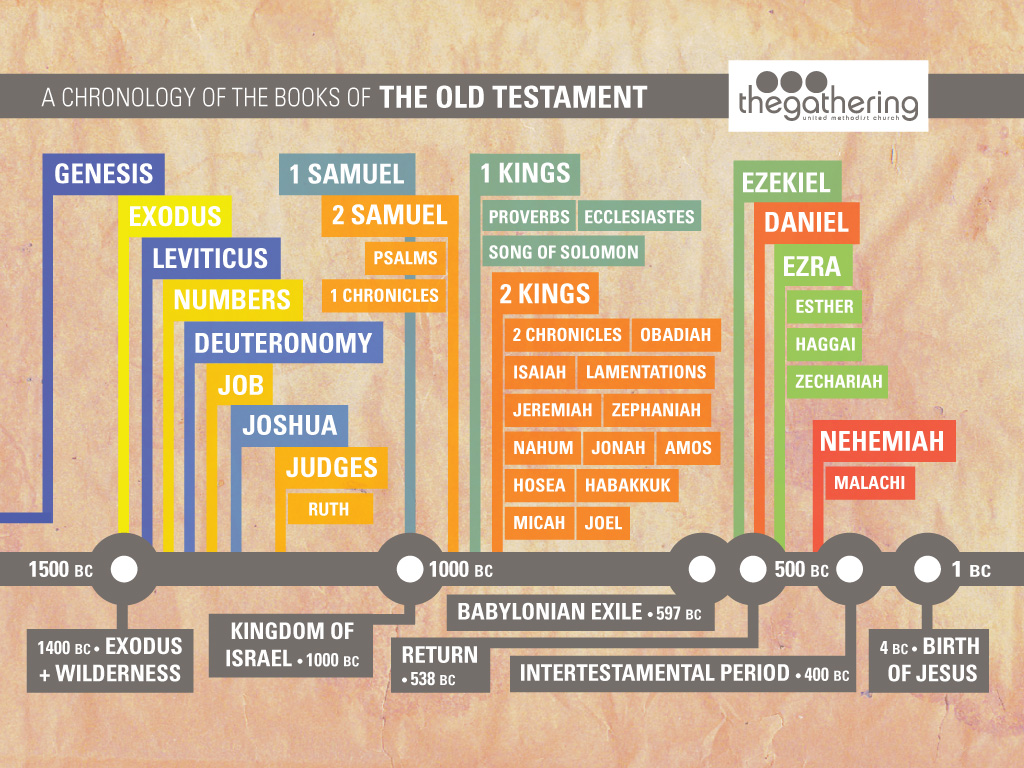 A CHRONOLOGY OF THE BOOKS OF THE OLD TESTAMENT
thegathering
united methodist church
GENESIS
EXODUS
LEVITICUS
NUMBERS
DEUTERONOMY
JOB
JOSHUA
JUDGES
RUTH
1 SAMUEL
2 SAMUEL
PSALMS
1 CHRONICLES
1 KINGS
PROVERBS ECCLESIASTES
SONG OF SOLOMON
2 KINGS
2 CHRONICLES OBADIAH
ISAIAH LAMENTATIONS
JEREMIAH ZEPHANIAH
NAHUM JONAH AMOS
HOSEA HABAKKUK
MICAH JOEL
EZEKIEL
DANIEL
EZRA
ESTHER
HAGGAI
ZECHARIAH
NEHEMIAH
MALACHI
1500 BC 1000 BC 500 BC 1 BC
1400 BC • EXODUS
+ WILDERNESS
KINGDOM OF
ISRAEL • 1000 BC
BABYLONIAN EXILE • 597 BC
RETURN
• 538 BC
INTERTESTAMENTAL PERIOD • 400 BC
4 BC • BIRTH
OF JESUS